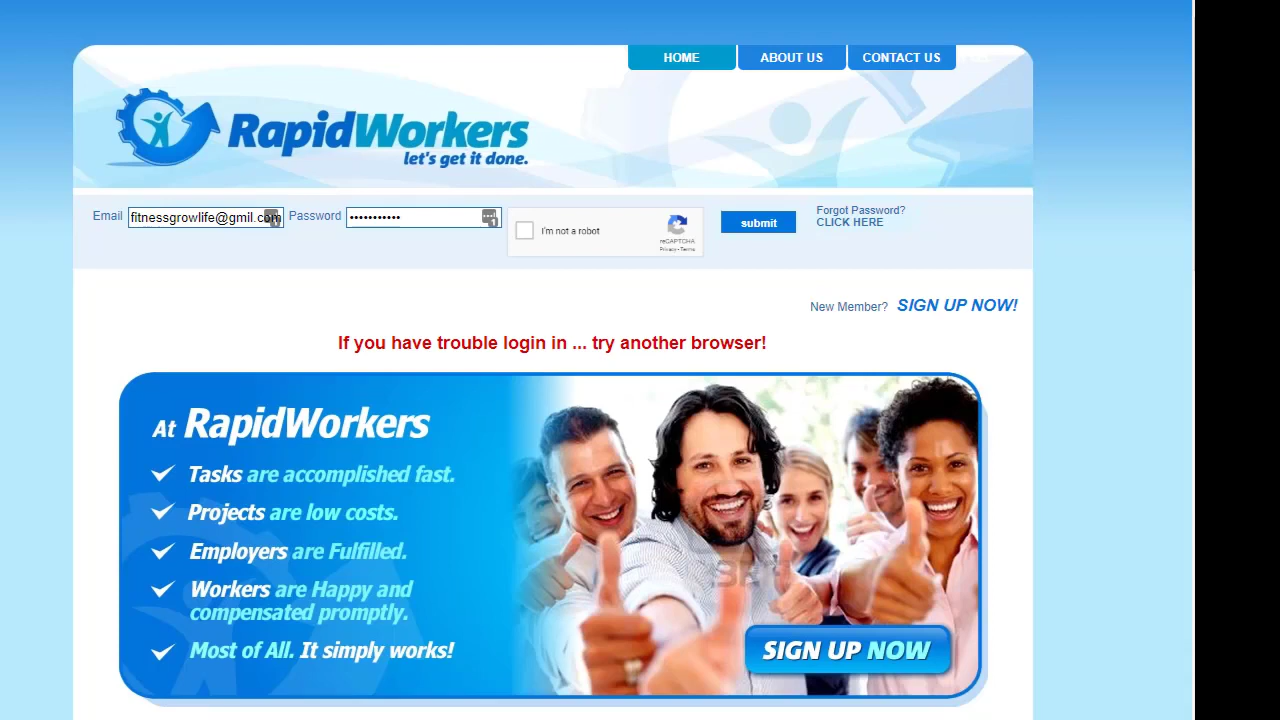 HOME ABOUT US CONTACT US
RapidWorkers
let's get it done.
Email fitnessgrowlife@gmil.com Password ••••••••••• I'm not a robot reCAPTCHA Privacy - Terms submit Forgot Password?
CLICK HERE
New Member? SIGN UP NOW!
If you have trouble login in ... try another browser!
At RapidWorkers
Tasks are accomplished fast.
Projects are low costs.
Employers are Fulfilled.
Workers are Happy and
compensated promptly.
Most of All. It simply works!
SIGN UP NOW